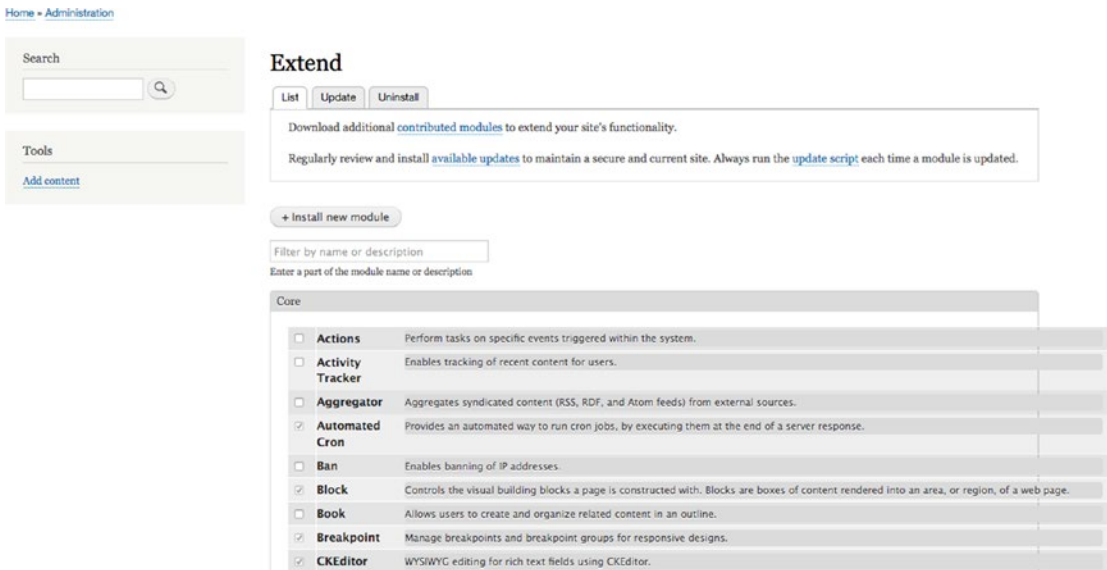 Home » Administration
Search
Tools
Add content
Extend
List Update Uninstall
Download additional contributed modules to extend your site's functionality.
Regularly review and install available updates to maintain a secure and current site. Always run the update script each time a module is updated.
+ Install new module
Filter by name or description
Enter a part of the module name or description
Core
Actions Perform tasks on specific events triggered within the system.
Activity Enables tracking of recent content for users.
Tracker
Aggregator Aggregates syndicated content (RSS, RDF, and Atom feeds) from external sources.
Automated Provides an automated way to run cron jobs, by executing them at the end of a server response.
Cron
Ban Enables banning of IP addresses.
Block Controls the visual building blocks a page is constructed with. Blocks are boxes of content rendered into an area, or region, of a web page.
Book Allows users to create and organize related content in an outline.
Breakpoint Manage breakpoints and breakpoint groups for responsive designs.
CKEditor WYSIWYG editing for rich text fields using CKEditor.